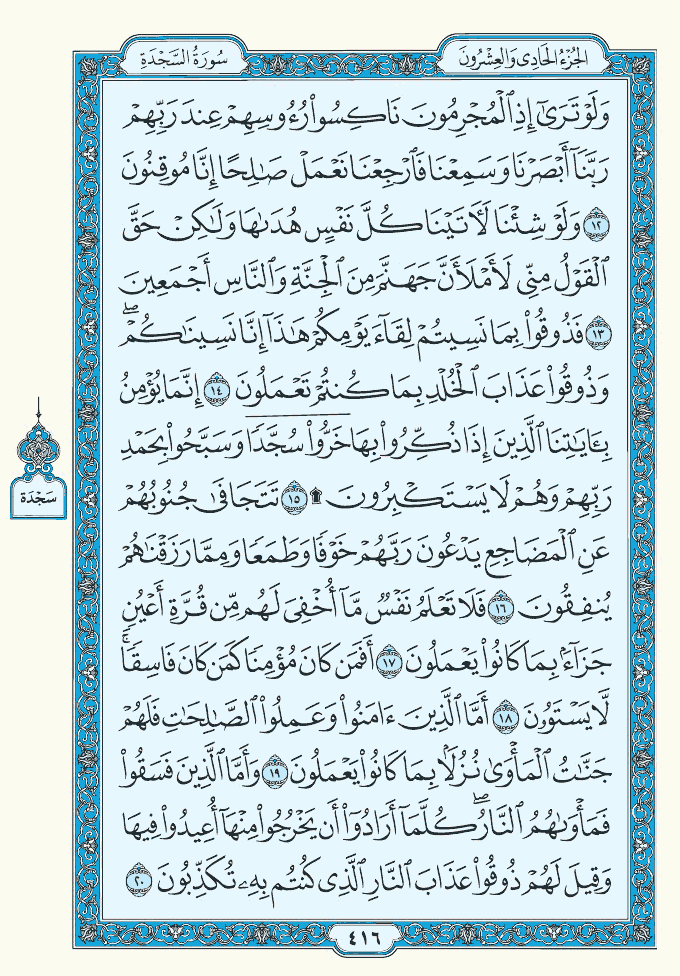 الجُزْءُ الحَادِى وَالعِشْرُونَ
سُورَةُ السَّجْدَةِ
وَلَوْ تَرَىٰٓ إِذِ ٱلْمُجْرِمُونَ نَاكِسُوا۟ رُءُوسِهِمْ عِندَ رَبِّهِمْ
رَبَّنَآ أَبْصَرْنَا وَسَمِعْنَا فَٱرْجِعْنَا نَعْمَلْ صَـٰلِحًا إِنَّا مُوقِنُونَ
١٢ وَلَوْ شِئْنَا لَـَٔاتَيْنَا كُلَّ نَفْسٍ هُدَىٰهَا وَلَـٰكِنْ حَقَّ
ٱلْقَوْلُ مِنِّى لَأَمْلَأَنَّ جَهَنَّمَ مِنَ ٱلْجِنَّةِ وَٱلنَّاسِ أَجْمَعِينَ
١٣ فَذُوقُوا۟ بِمَا نَسِيتُمْ لِقَآءَ يَوْمِكُمْ هَـٰذَآ إِنَّا نَسِينَـٰكُمْ ۖ
وَذُوقُوا۟ عَذَابَ ٱلْخُلْدِ بِمَا كُنتُمْ تَعْمَلُونَ ١٤ إِنَّمَا يُؤْمِنُ
بِـَٔايَـٰتِنَا ٱلَّذِينَ إِذَا ذُكِّرُوا۟ بِهَا خَرُّوا۟ سُجَّدًا وَسَبَّحُوا۟ بِحَمْدِ
رَبِّهِمْ وَهُمْ لَا يَسْتَكْبِرُونَ ۩ ١٥ تَتَجَافَىٰ جُنُوبُهُمْ
سَجْدَة
عَنِ ٱلْمَضَاجِعِ يَدْعُونَ رَبَّهُمْ خَوْفًا وَطَمَعًا وَمِمَّا رَزَقْنَـٰهُمْ
يُنفِقُونَ ١٦ فَلَا تَعْلَمُ نَفْسٌ مَّآ أُخْفِىَ لَهُم مِّن قُرَّةِ أَعْيُنٍ
جَزَآءًۢ بِمَا كَانُوا۟ يَعْمَلُونَ ١٧ أَفَمَن كَانَ مُؤْمِنًا كَمَن كَانَ فَاسِقًا ۚ
لَّا يَسْتَوُۥنَ ١٨ أَمَّا ٱلَّذِينَ ءَامَنُوا۟ وَعَمِلُوا۟ ٱلصَّـٰلِحَـٰتِ فَلَهُمْ
جَنَّـٰتُ ٱلْمَأْوَىٰ نُزُلًۢا بِمَا كَانُوا۟ يَعْمَلُونَ ١٩ وَأَمَّا ٱلَّذِينَ فَسَقُوا۟
فَمَأْوَىٰهُمُ ٱلنَّارُ ۖ كُلَّمَآ أَرَادُوٓا۟ أَن يَخْرُجُوا۟ مِنْهَآ أُعِيدُوا۟ فِيهَا
وَقِيلَ لَهُمْ ذُوقُوا۟ عَذَابَ ٱلنَّارِ ٱلَّذِى كُنتُم بِهِۦ تُكَذِّبُونَ ٢٠
٤١٦